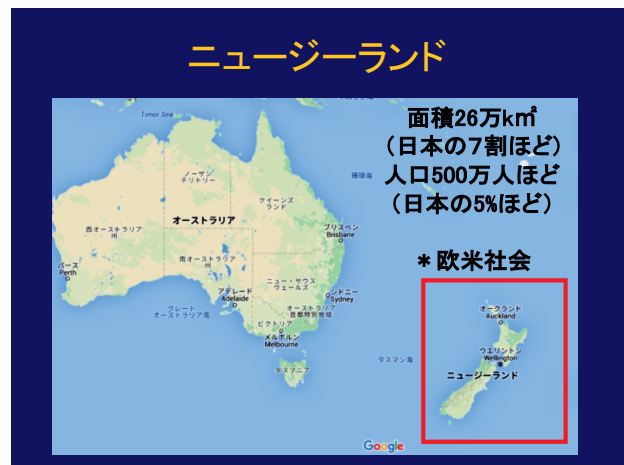 ニュージーランド
Timor Sea
面積26万k㎡
(日本の7割ほど)
人口500万人ほど
(日本の5%ほど)
*欧米社会
ノーザン
テリトリー
珊瑚海
クイーンズ
ランド
オーストラリア
西オーストラリア
州
ブリスベン
Brisbane
南オーストラリア
州
パース
Perth
ニュー・サウス
ウェールズ
アデレード
Adelaide
シドニー
Sydney
グレート
オーストラリア湾
オーストラリア
首都特別地域
ビクトリア
メルボルン
Melbourne
タスマン海
タスマニア
オークランド
Auckland
ウエリントン
Wellington
ニュージーランド
Google